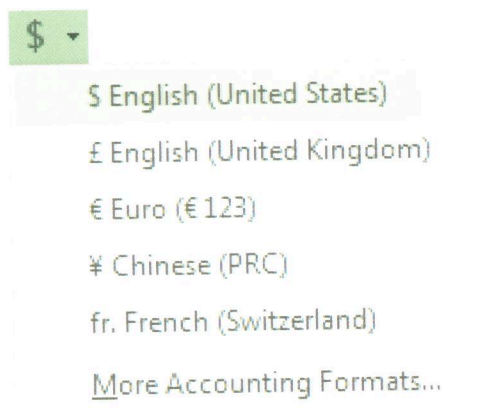 $
$ English (United States)
£ English (United Kingdom)
€ Euro (€ 123)
¥ Chinese (PRC)
fr. French (Switzerland)
More Accounting Formats...